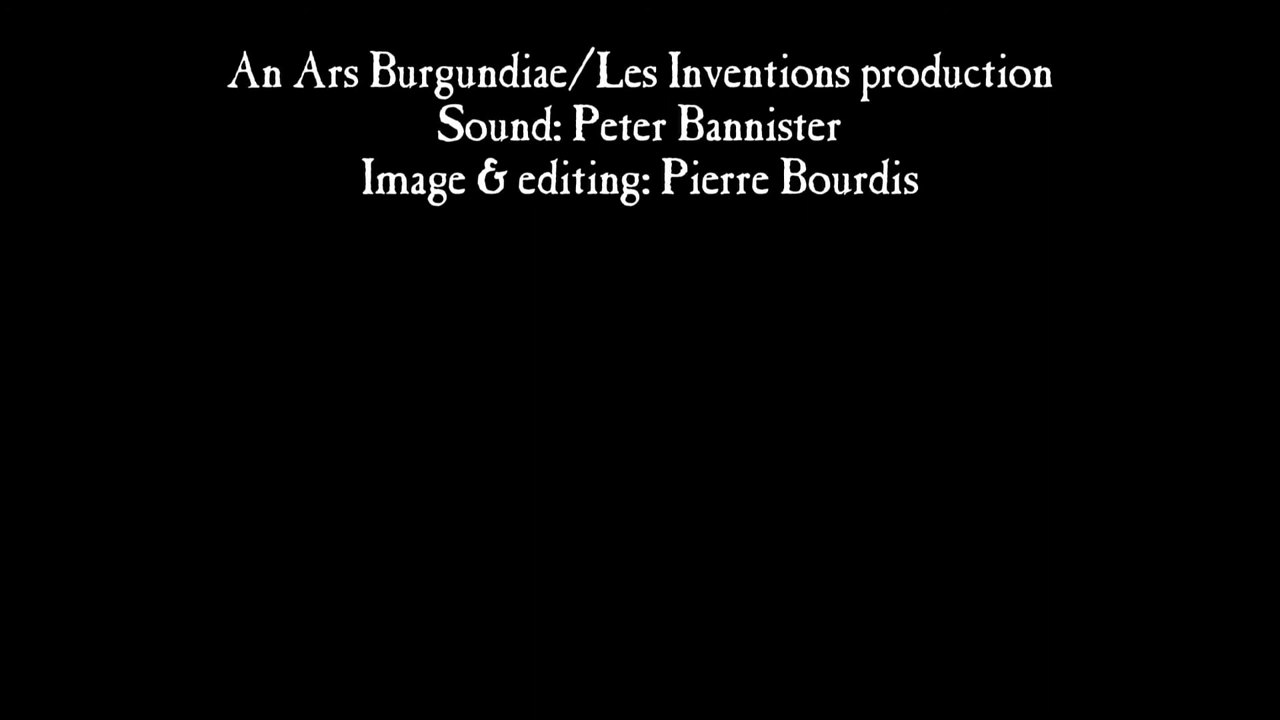 An Ars Burgundiae/Les Inventions production
Sound: Peter Bannister
Image & editing: Pierre Bourdis